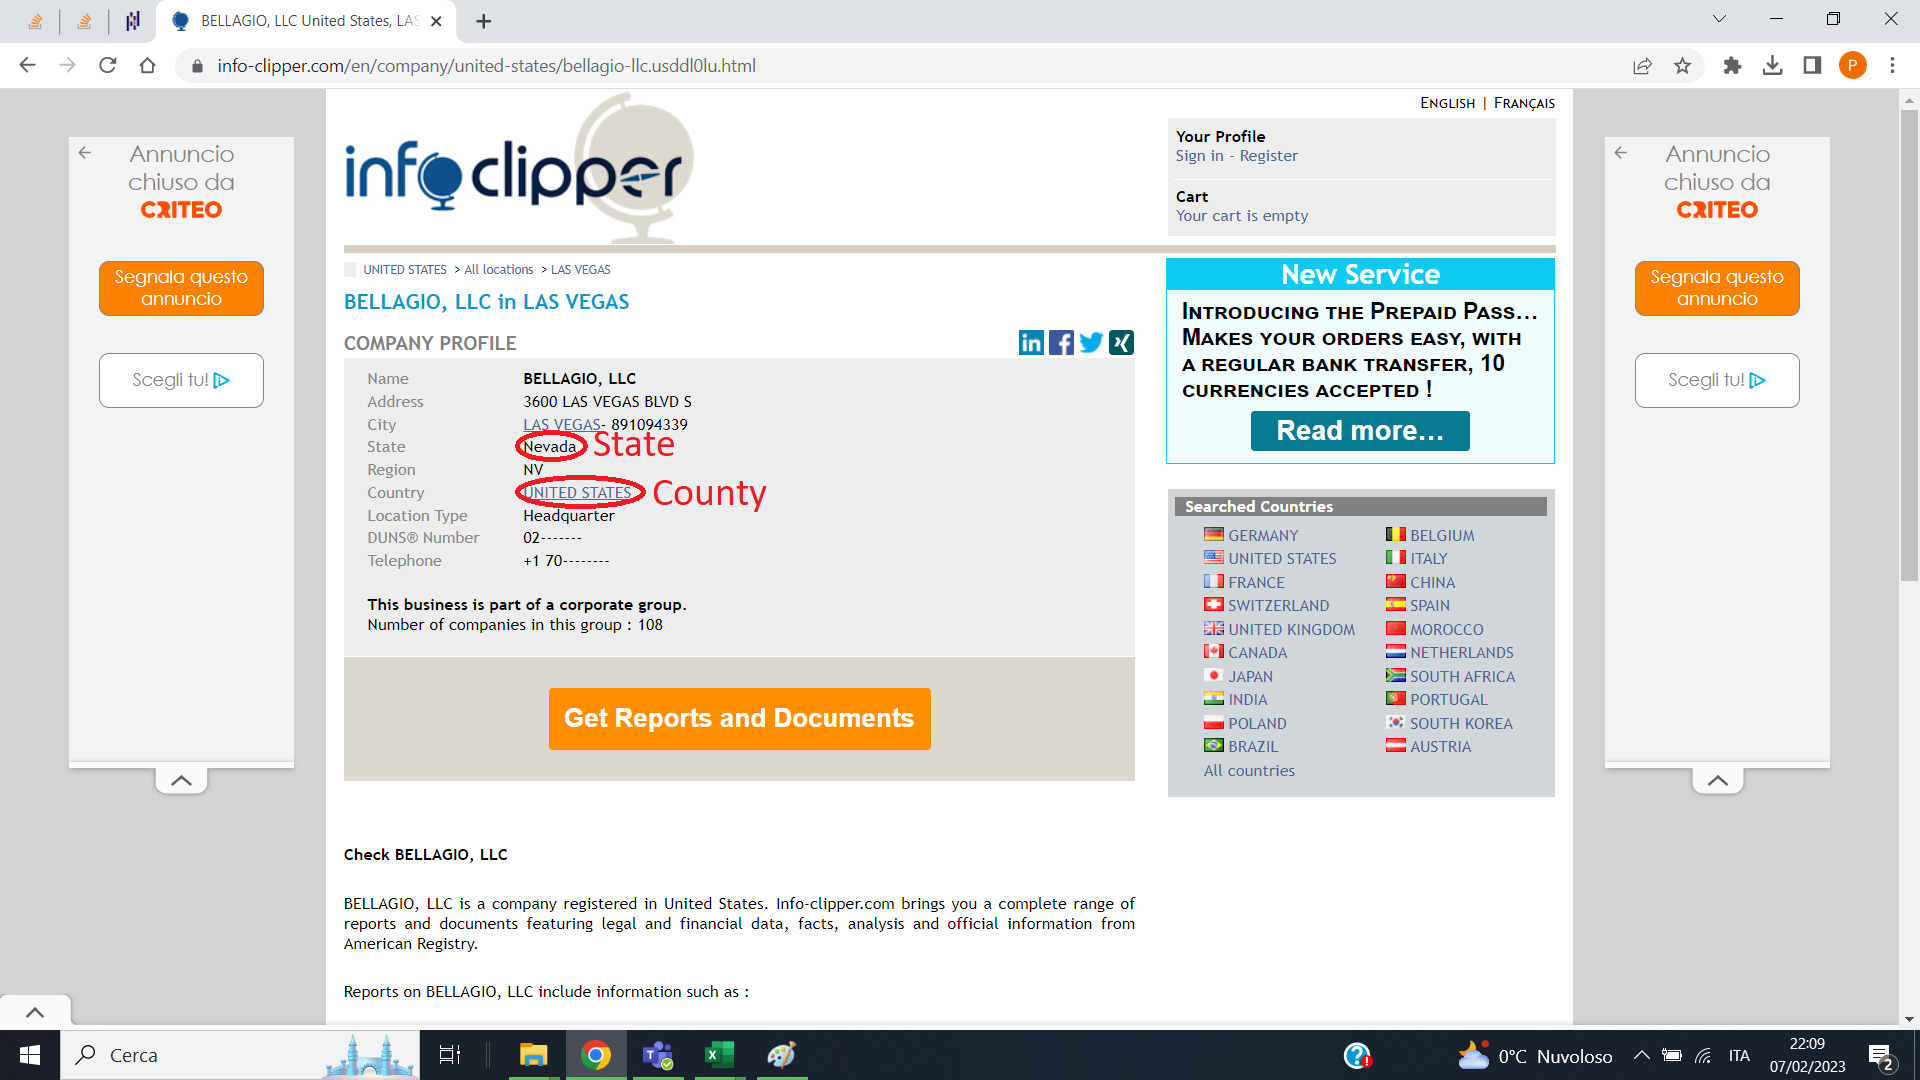 BELLAGIO, LLC United States, LAS
info-clipper.com/en/company/united-states/bellagio-llc.usddl0lu.html
P
ENGLISH | FRANÇAIS
info clipper
Your Profile
Sign in - Register
Cart
Your cart is empty
Annuncio
chiuso da
CRITEO
Segnala questo
annuncio
Scegli tu!
UNITED STATES > All locations > LAS VEGAS
BELLAGIO, LLC in LAS VEGAS
COMPANY PROFILE
Name BELLAGIO, LLC
Address 3600 LAS VEGAS BLVD S
City LAS VEGAS- 891094339
State Nevada State
Region NV
Country UNITED STATES County
Location Type Headquarter
DUNS® Number 02-------
Telephone +1 70--------
This business is part of a corporate group.
Number of companies in this group : 108
Get Reports and Documents
Check BELLAGIO, LLC
BELLAGIO, LLC is a company registered in United States. Info-clipper.com brings you a complete range of
reports and documents featuring legal and financial data, facts, analysis and official information from
American Registry.
Reports on BELLAGIO, LLC include information such as :
New Service
INTRODUCING THE PREPAID PASS...
MAKES YOUR ORDERS EASY, WITH
A REGULAR BANK TRANSFER, 10
CURRENCIES ACCEPTED !
Read more...
Searched Countries
GERMANY BELGIUM
UNITED STATES ITALY
FRANCE CHINA
SWITZERLAND SPAIN
UNITED KINGDOM MOROCCO
CANADA NETHERLANDS
JAPAN SOUTH AFRICA
INDIA PORTUGAL
POLAND SOUTH KOREA
BRAZIL AUSTRIA
All countries
Annuncio
chiuso da
CRITEO
Segnala questo
annuncio
Scegli tu!
Cerca
0°C Nuvoloso
ITA
22:09
07/02/2023
2